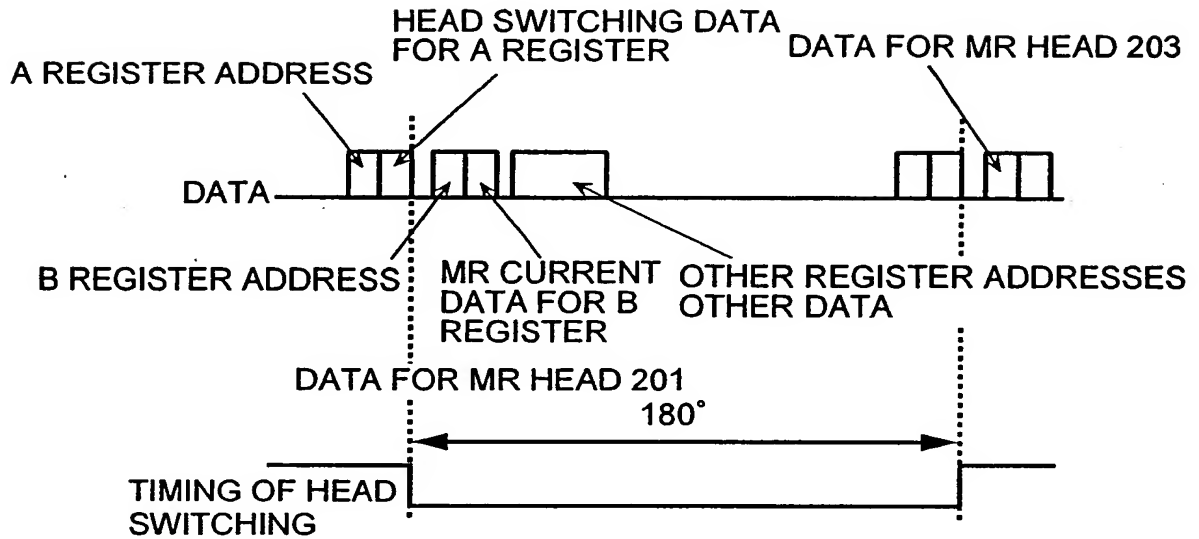 HEAD SWITCHING DATA
FOR A REGISTER
DATA FOR MR HEAD 203
A REGISTER ADDRESS
DATA
B REGISTER ADDRESS
MR CURRENT
DATA FOR B
REGISTER
OTHER REGISTER ADDRESSES
OTHER DATA
DATA FOR MR HEAD 201
180°
TIMING OF HEAD
SWITCHING